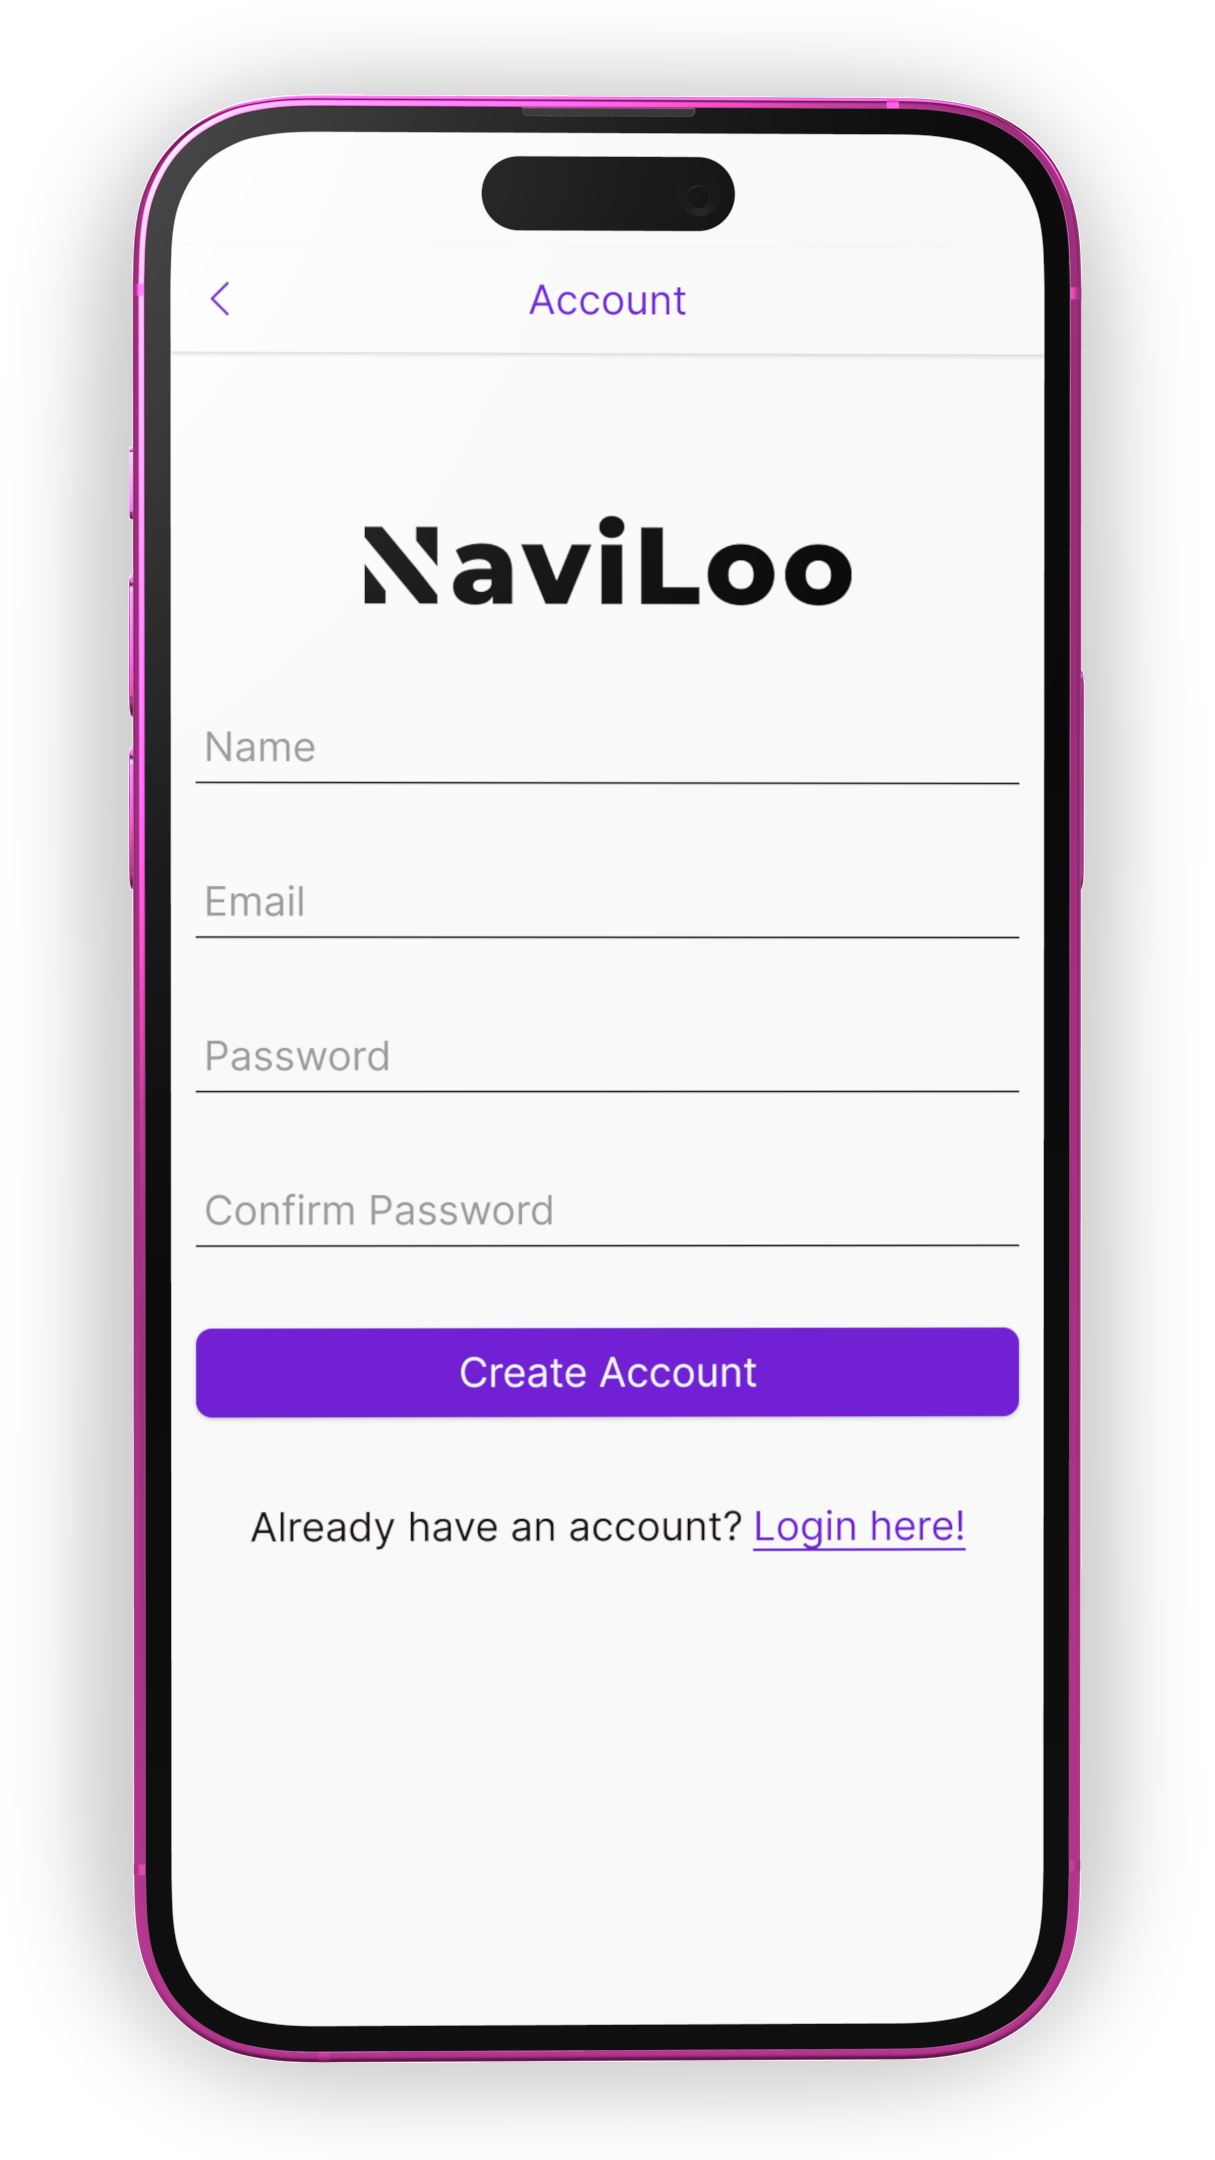 Account
NaviLoo
Name
Email
Password
Confirm Password
Create Account
Already have an account? Login here!